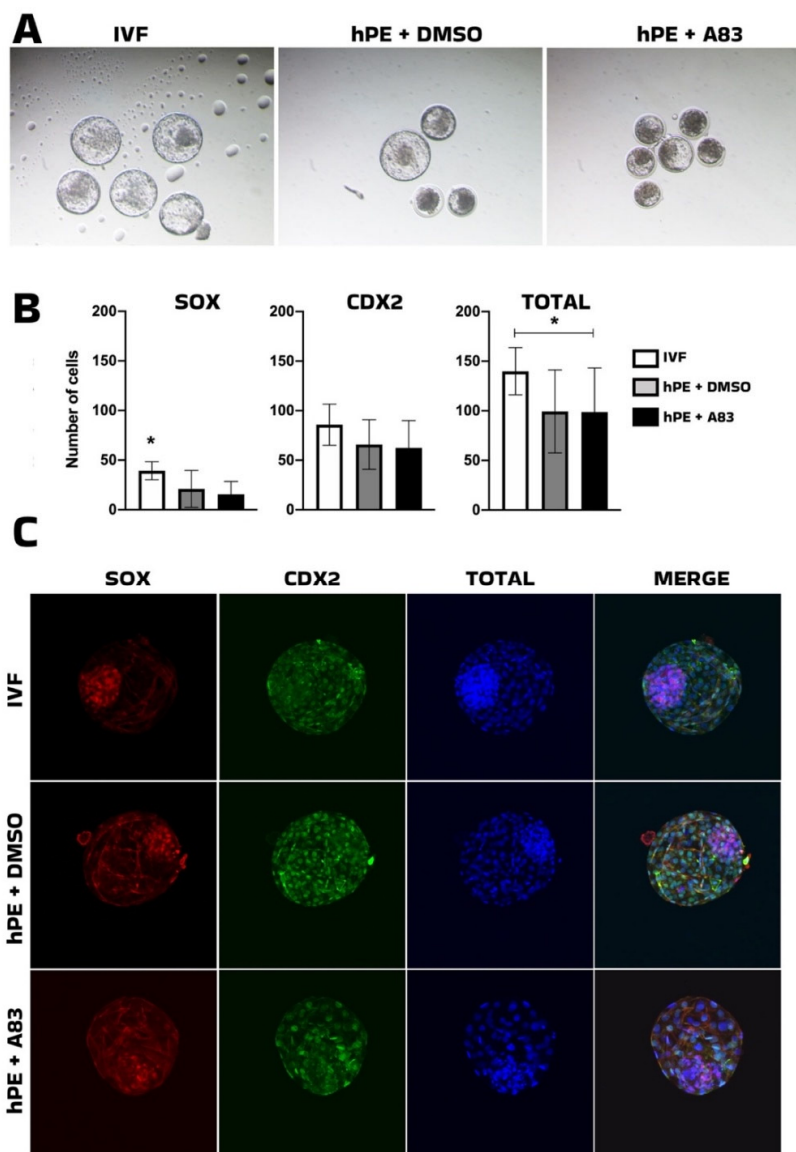 A
IVF
hPE + DMSO
hPE + A83
B
SOX
CDX2
TOTAL
Number of cells
200
150
100
50
0
*
200
150
100
50
0
200
150
100
50
0
*
IVF
hPE + DMSO
hPE + A83
C
SOX
CDX2
TOTAL
MERGE
IVF
hPE + DMSO
hPE + A83